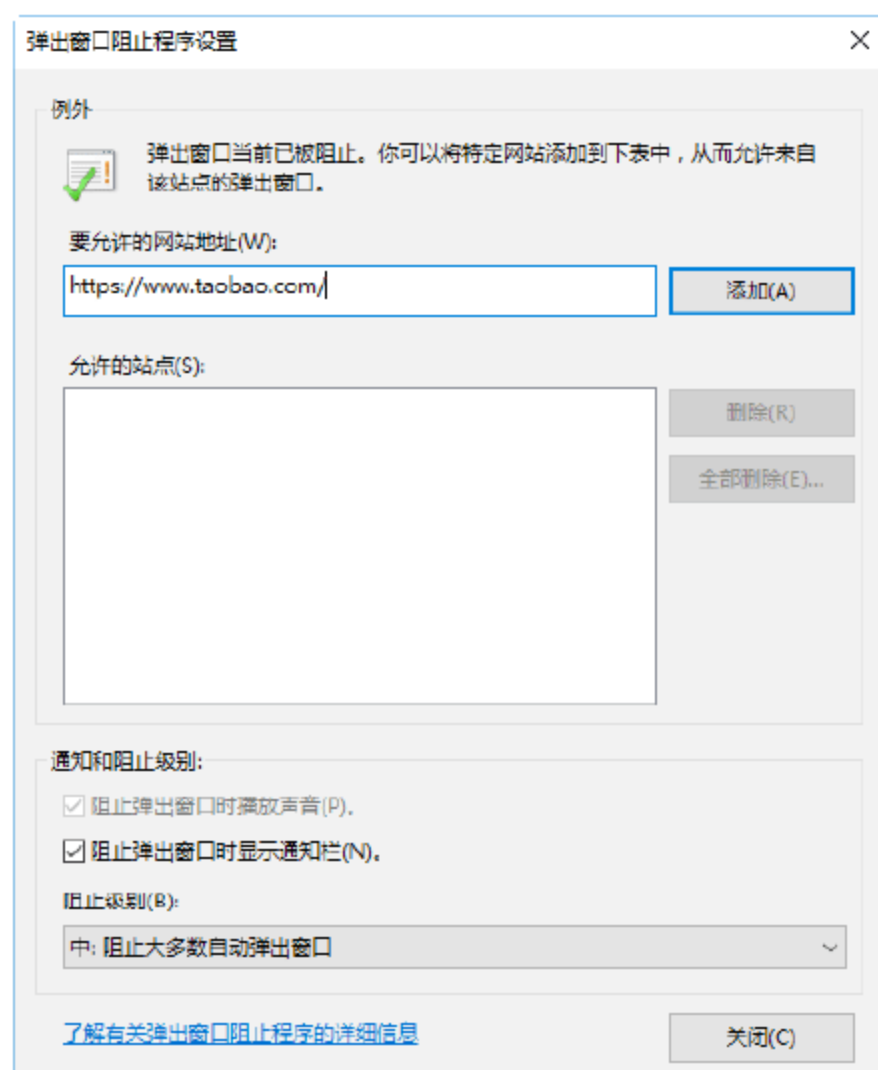 弹出窗口阻止程序设置
例外
弹出窗口当前已被阻止。你可以将特定网站添加到下表中，从而允许来自
该站点的弹出窗口。
要允许的网站地址(W):
https://www.taobao.com/
添加(A)
允许的站点(S):
删除(R)
全部删除(E)...
通知和阻止级别:
阻止弹出窗口时播放声音(P)。
阻止弹出窗口时显示通知栏(N)。
阻止级别(B):
中: 阻止大多数自动弹出窗口
了解有关弹出窗口阻止程序的详细信息
关闭(C)